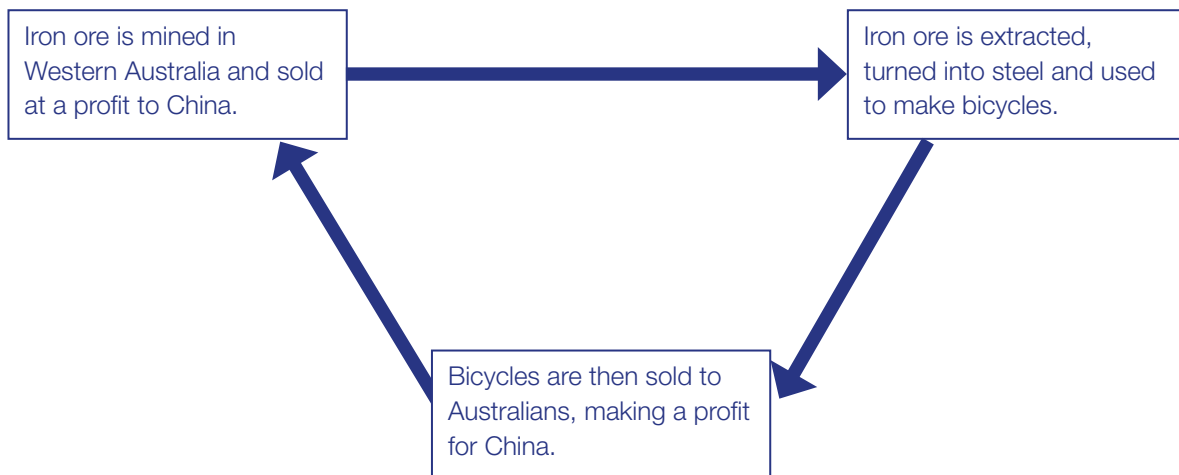 Iron ore is mined in
Western Australia and sold
at a profit to China.
Iron ore is extracted,
turned into steel and used
to make bicycles.
Bicycles are then sold to
Australians, making a profit
for China.